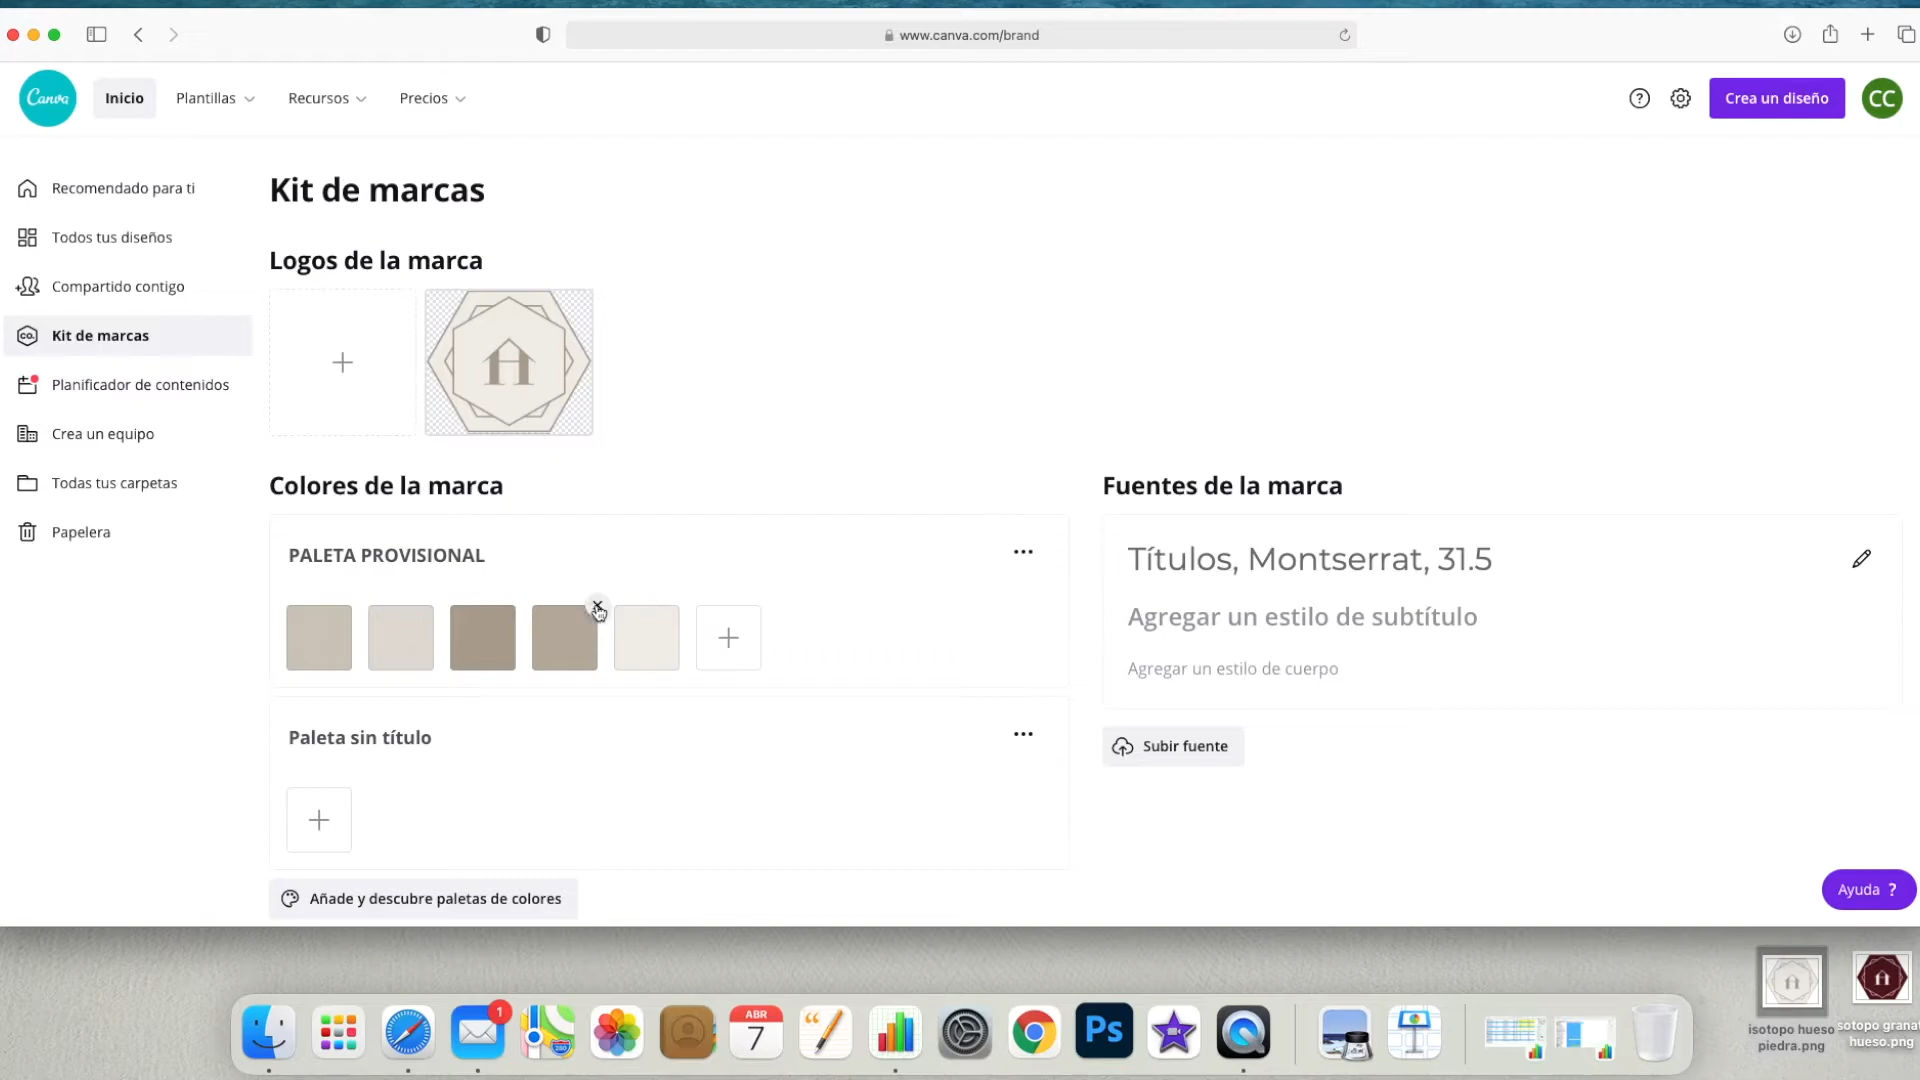 www.canva.com/brand
Canva
Inicio
Plantillas
Recursos
Precios
Crea un diseño
CC
Recomendado para ti
Todos tus diseños
Compartido contigo
CO.
Kit de marcas
Planificador de contenidos
Crea un equipo
Todas tus carpetas
Papelera
Kit de marcas
Logos de la marca
H
Colores de la marca
PALETA PROVISIONAL
Paleta sin título
Añade y descubre paletas de colores
Fuentes de la marca
Títulos, Montserrat, 31.5
Agregar un estilo de subtítulo
Agregar un estilo de cuerpo
Subir fuente
Ayuda ?
isotopo hueso
piedra.png
sotopo grana
hueso.png
1
280
ABR
7
Ps